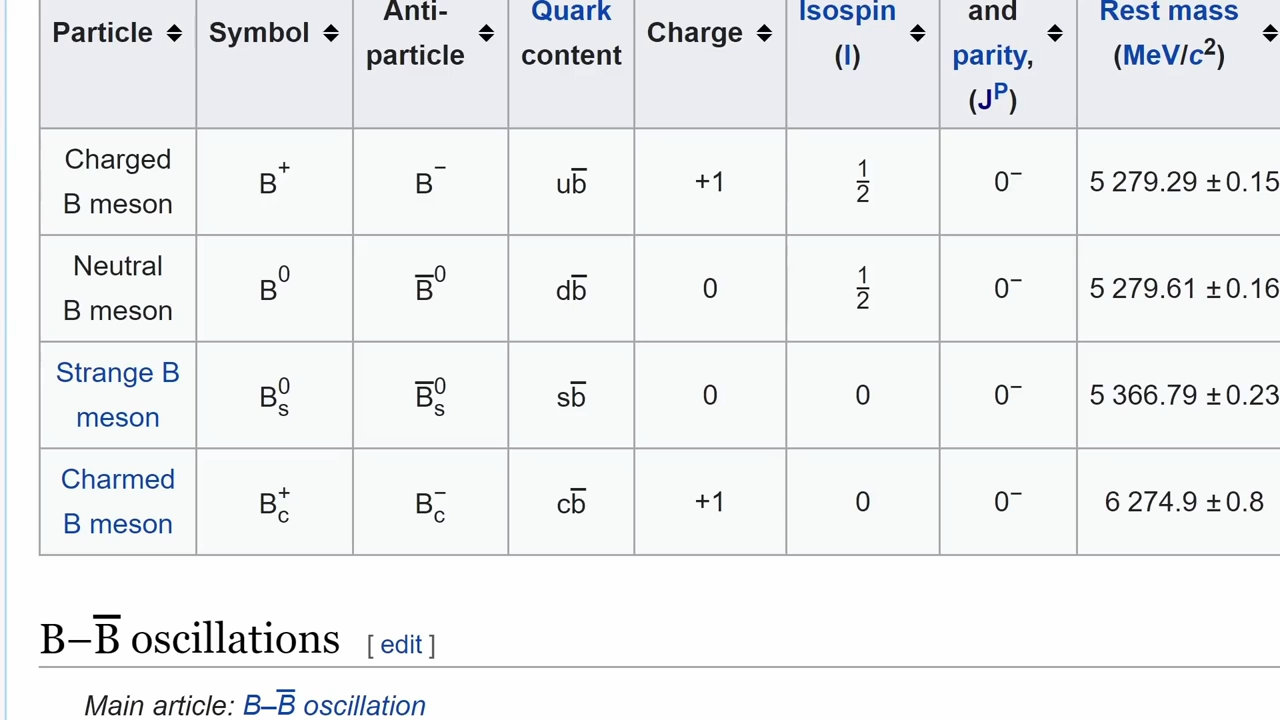 Particle Symbol Anti-particle Quark content Charge Isospin (I) and parity, (Jᴾ) Rest mass (MeV/c²)
Charged B meson B⁺ B⁻ ub̅ +1 1/2 0⁻ 5 279.29 ±0.15
Neutral B meson B⁰ B̅⁰ db̅ 0 1/2 0⁻ 5 279.61 ±0.16
Strange B meson B⁰s B̅⁰s sb̅ 0 0 0⁻ 5 366.79 ±0.23
Charmed B meson B⁺c B⁻c cb̅ +1 0 0⁻ 6 274.9 ±0.8
B–B̅ oscillations [ edit ]
Main article: B–B̅ oscillation